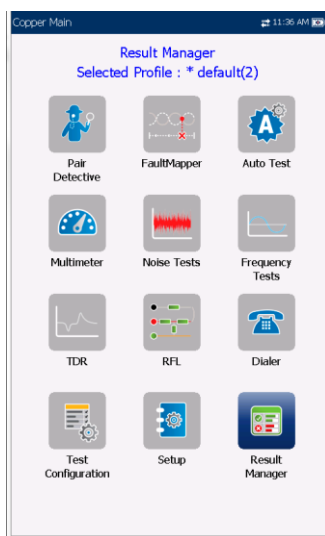 Copper Main
11:36 AM
Result Manager
Selected Profile : * default(2)
Pair
Detective
FaultMapper
A
Auto Test
Multimeter
Noise Tests
Frequency
Tests
TDR
RFL
Dialer
Test
Configuration
Setup
Result
Manager